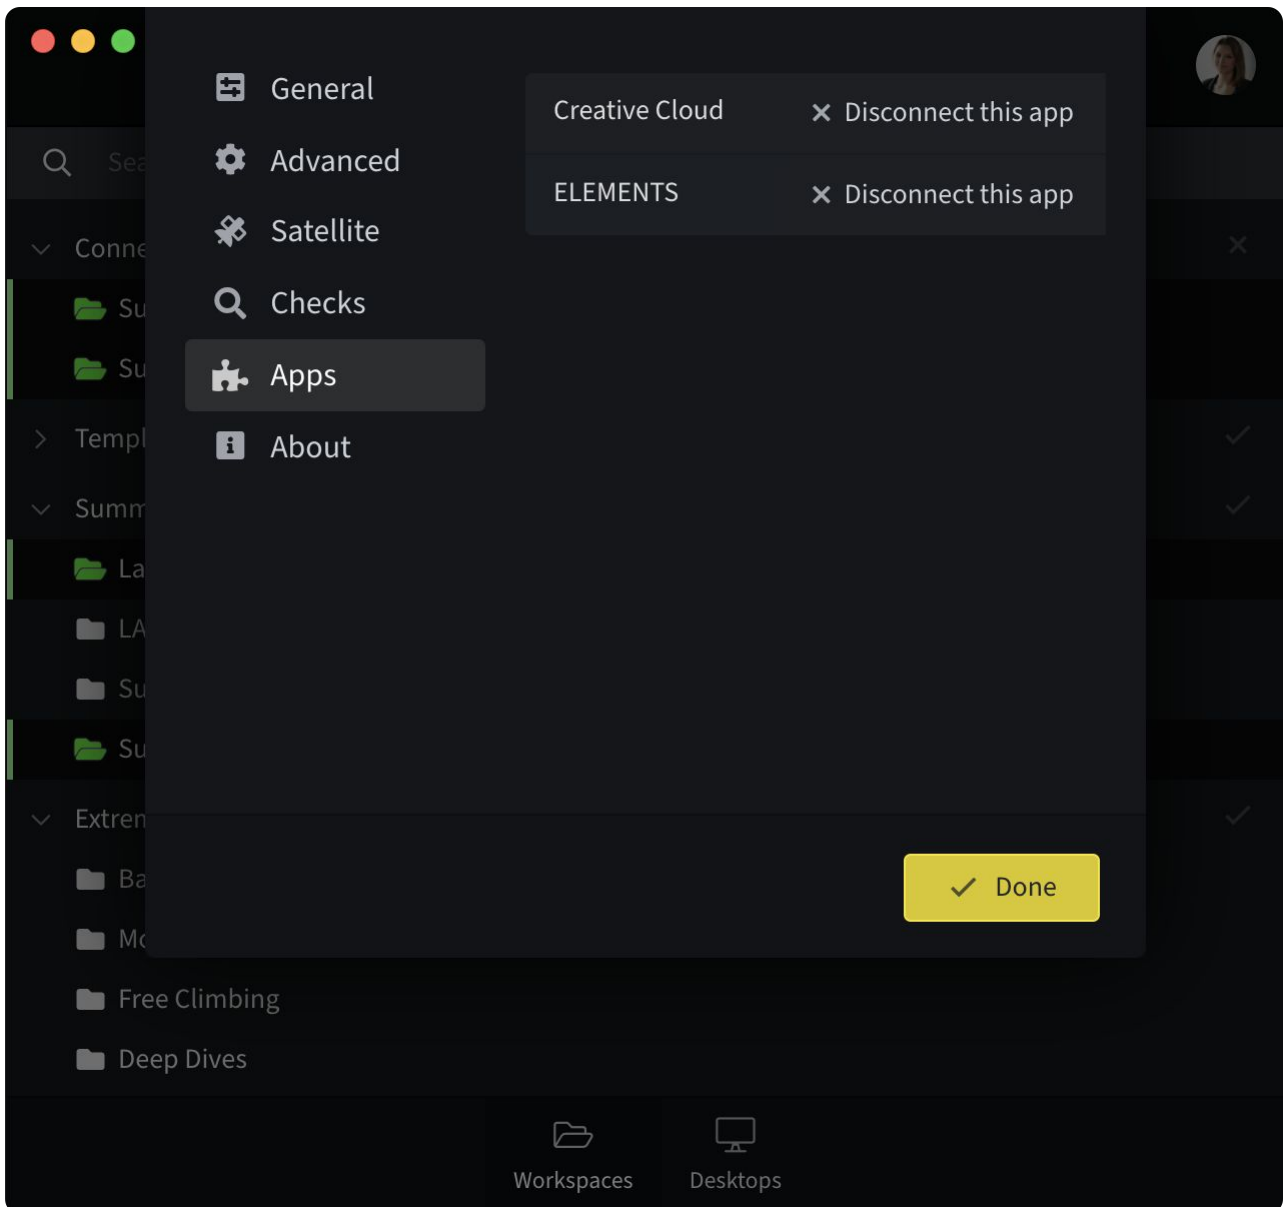 General
Advanced
Satellite
Checks
Apps
About
Creative Cloud
Disconnect this app
ELEMENTS
Disconnect this app
Done
Free Climbing
Deep Dives
Workspaces
Desktops